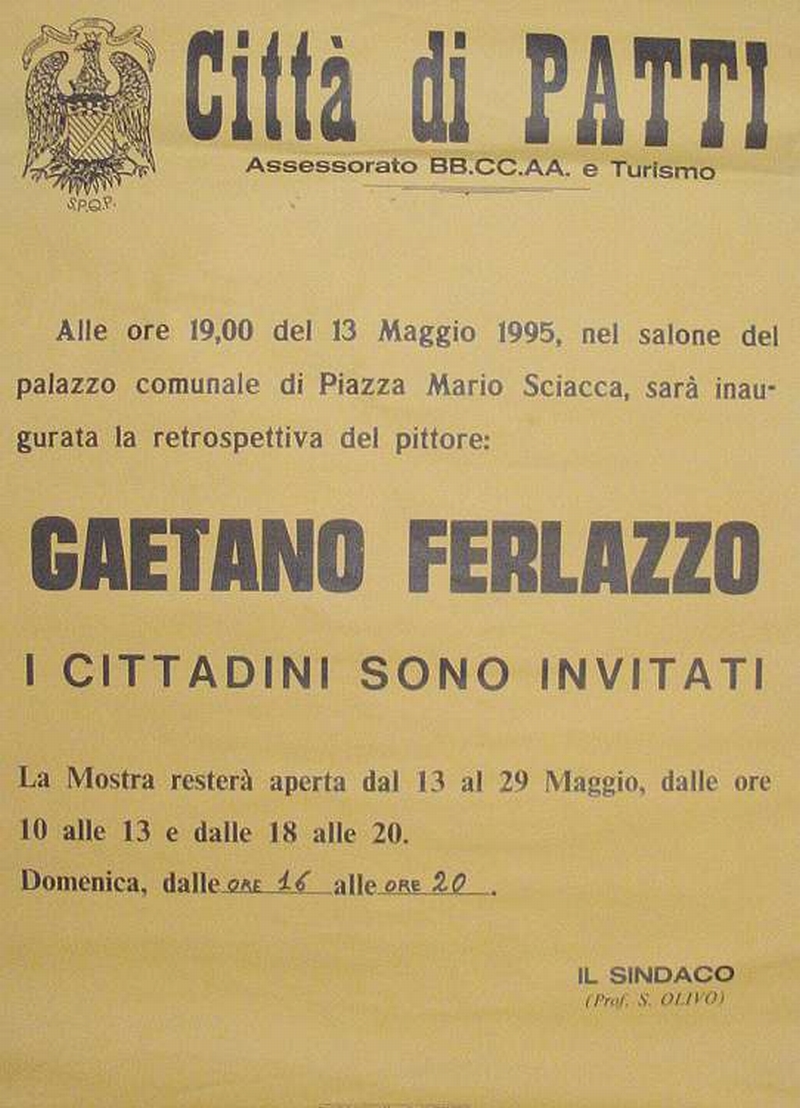 Città di PATTI
Assessorato BB.CC.AA. e Turismo
S.P.Q.P.
Alle ore 19,00 del 13 Maggio 1995, nel salone del
palazzo comunale di Piazza Mario Sciacca, sarà inau-
gurata la retrospettiva del pittore:
GAETANO FERLAZZO
I CITTADINI SONO INVITATI
La Mostra resterà aperta dal 13 al 29 Maggio, dalle ore
10 alle 13 e dalle 18 alle 20.
Domenica, dalle ORE 16 alle ORE 20.
IL SINDACO
(Prof. S. OLIVO)